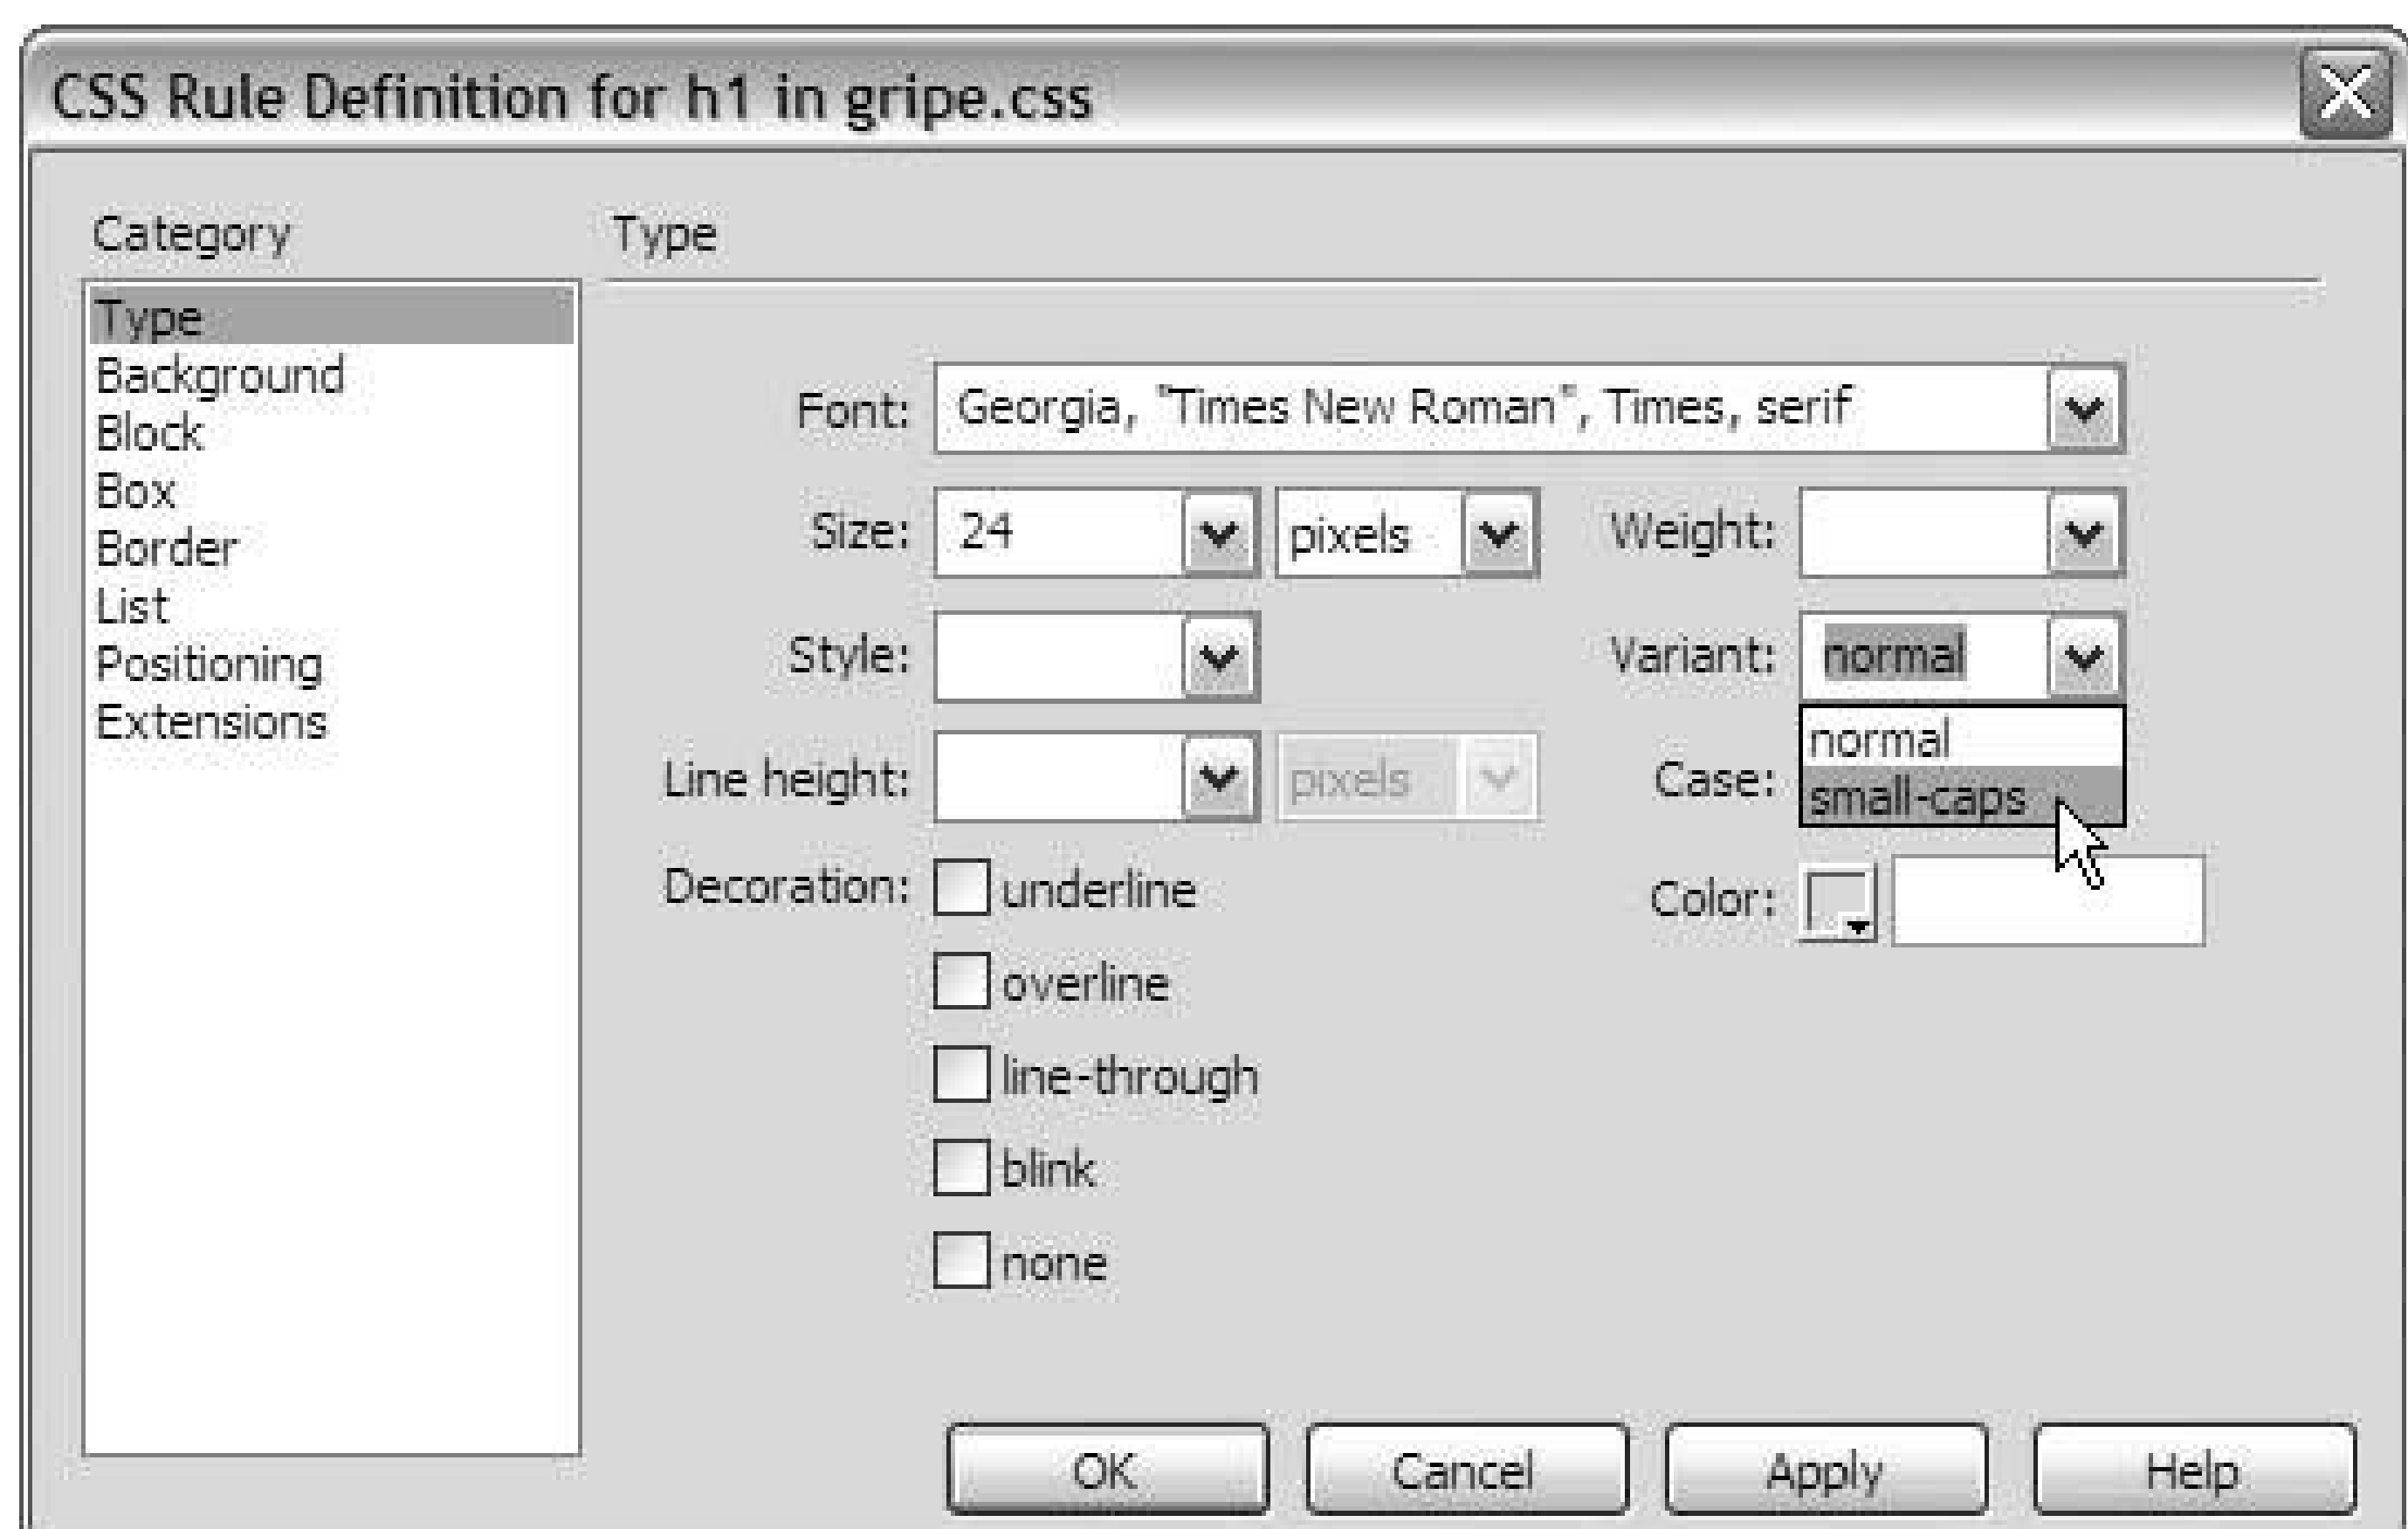 CSS Rule Definition for h1 in gripe.css
Category
Type
Type
Background
Block
Box
Border
List
Positioning
Extensions
Font: Georgia, "Times New Roman", Times, serif
Size: 24 pixels Weight:
Style: Variant: normal
normal
small-caps
Line height: pixels Case:
Decoration: underline Color:
overline
line-through
blink
none
OK Cancel Apply Help